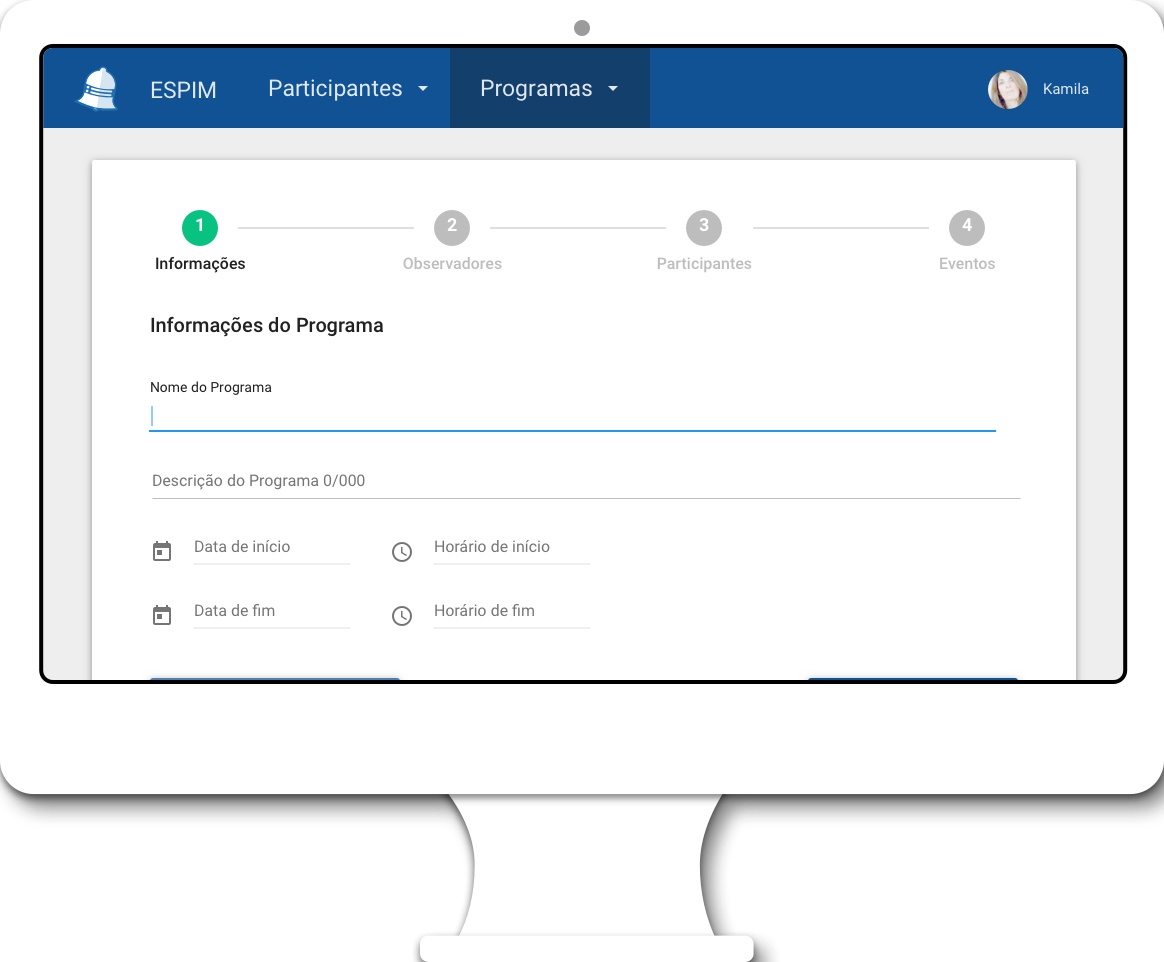 ESPIM Participantes Programas Kamila
1 2 3 4
Informações Observadores Participantes Eventos
Informações do Programa
Nome do Programa
Descrição do Programa 0/000
Data de início Horário de início
Data de fim Horário de fim